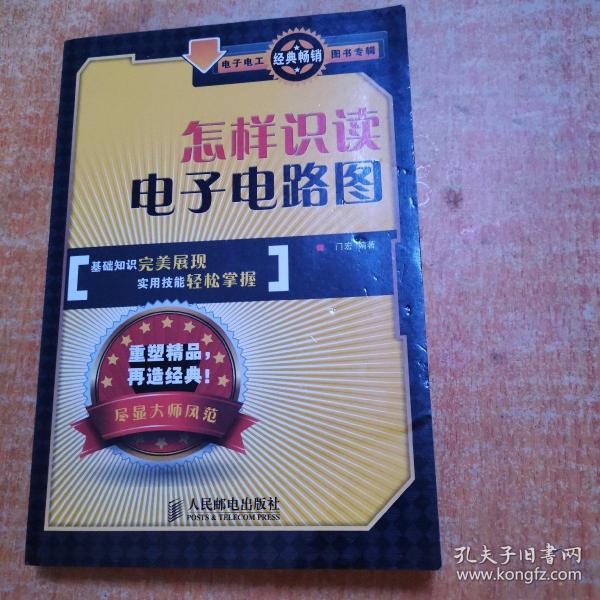 电子电工 经典畅销 图书专辑
怎样识读
电子电路图
门宏 编著
基础知识完美展现
实用技能轻松掌握
重塑精品，
再造经典！
尽显大师风范
人民邮电出版社
POSTS & TELECOM PRESS
孔夫子旧书网
www.kongfz.com